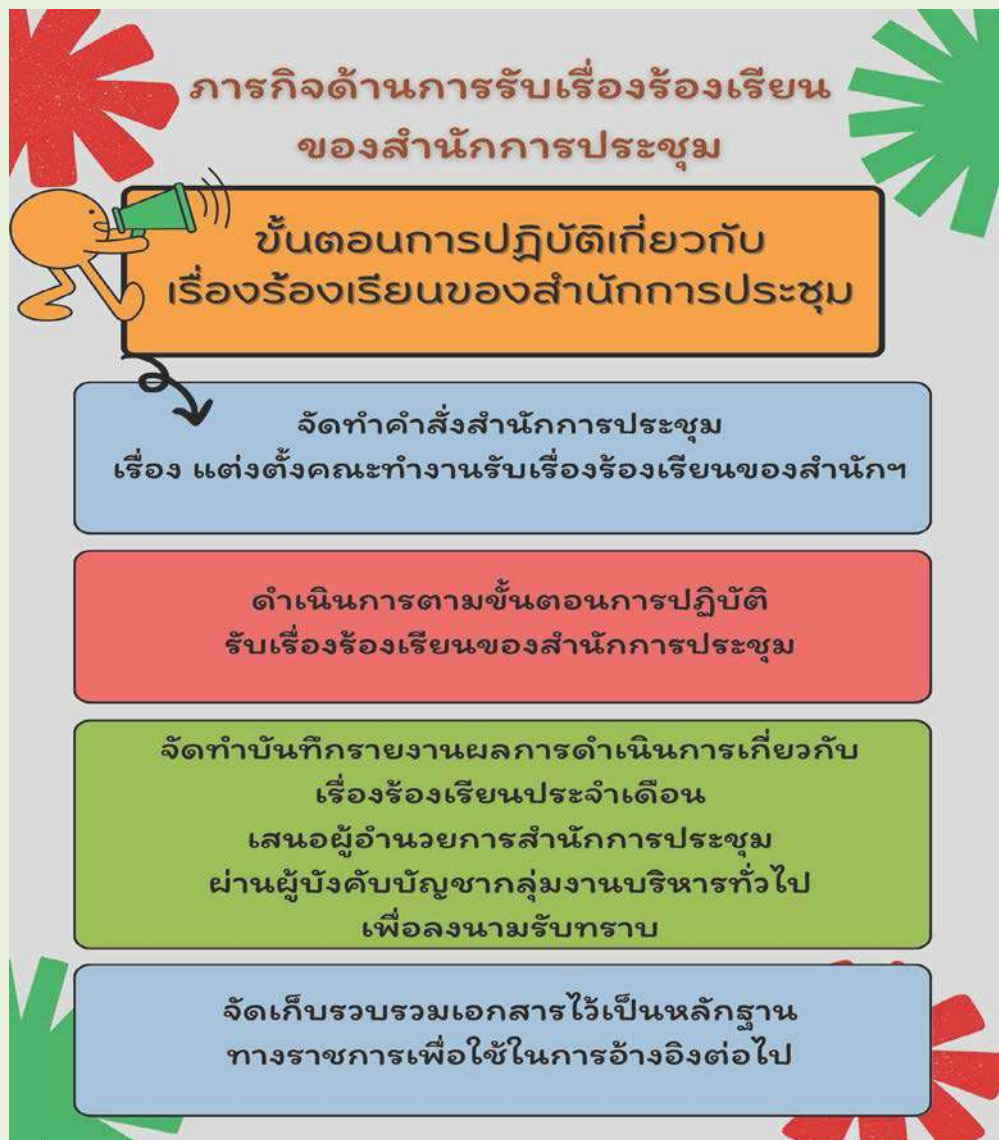 ภารกิจด้านการรับเรื่องร้องเรียน
ของสำนักการประชุม
ขั้นตอนการปฏิบัติเกี่ยวกับ
เรื่องร้องเรียนของสำนักการประชุม
จัดทำคำสั่งสำนักการประชุม
เรื่อง แต่งตั้งคณะทำงานรับเรื่องร้องเรียนของสำนักฯ
ดำเนินการตามขั้นตอนการปฏิบัติ
รับเรื่องร้องเรียนของสำนักการประชุม
จัดทำบันทึกรายงานผลการดำเนินการเกี่ยวกับ
เรื่องร้องเรียนประจำเดือน
เสนอผู้อำนวยการสำนักการประชุม
ผ่านผู้บังคับบัญชากลุ่มงานบริหารทั่วไป
เพื่อลงนามรับทราบ
จัดเก็บรวบรวมเอกสารไว้เป็นหลักฐาน
ทางราชการเพื่อใช้ในการอ้างอิงต่อไป